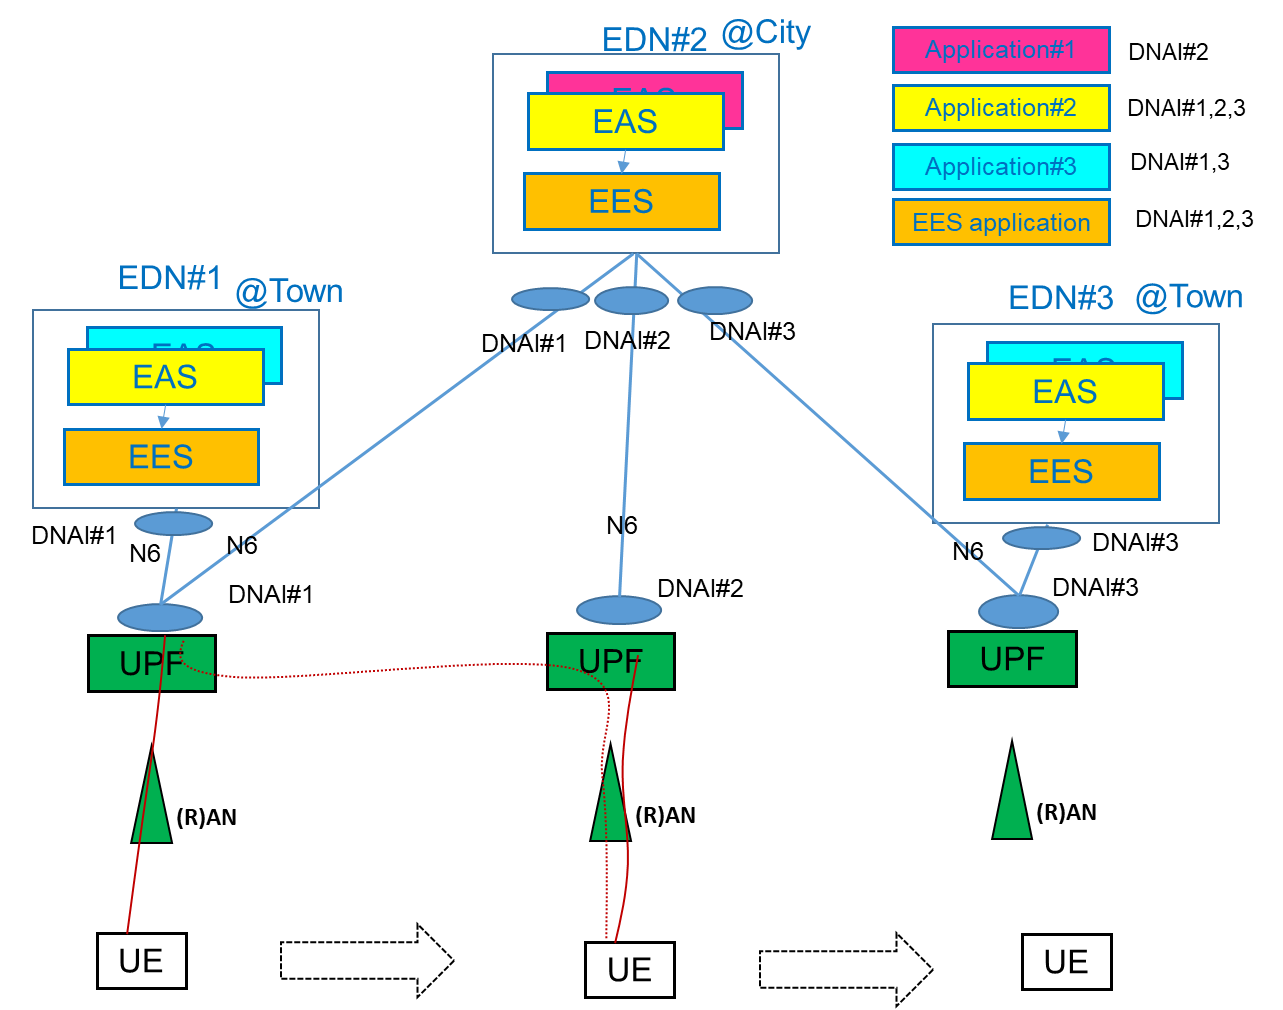 EDN#2 @City
Application#1 DNAI#2
EAS
EAS
Application#2 DNAI#1,2,3
Application#3 DNAI#1,3
EES
EES application DNAI#1,2,3
EDN#1 @Town
EDN#3 @Town
DNAI#1 DNAI#2 DNAI#3
EAS
EAS
EAS
EAS
EES
EES
DNAI#1 N6 N6
N6
N6 DNAI#3
DNAI#1
DNAI#2
DNAI#3
UPF
UPF
UPF
(R)AN
(R)AN
(R)AN
UE
UE
UE